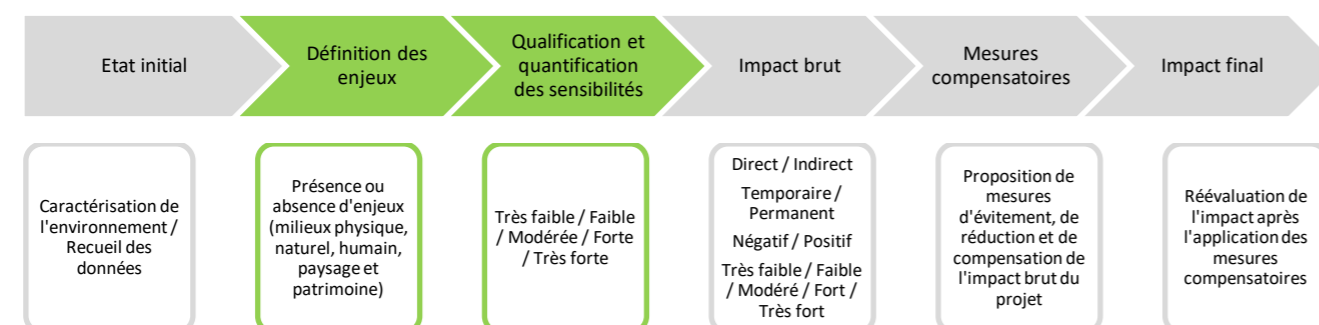 Etat initial
Définition des
enjeux
Qualification et
quantification
des sensibilités
Impact brut
Mesures
compensatoires
Impact final
Caractérisation de
l'environnement /
Recueil des
données
Présence ou
absence d'enjeux
(milieux physique,
naturel, humain,
paysage et
patrimoine)
Très faible / Faible
/ Modérée / Forte
/ Très forte
Direct / Indirect
Temporaire /
Permanent
Négatif / Positif
Très faible / Faible
/ Modéré / Fort /
Très fort
Proposition de
mesures
d'évitement, de
réduction et de
compensation de
l'impact brut du
projet
Réévaluation de
l'impact après
l'application des
mesures
compensatoires